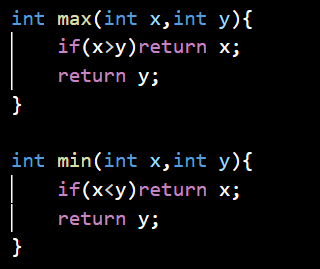 int max(int x,int y){
    if(x>y)return x;
    return y;
}

int min(int x,int y){
    if(x<y)return x;
    return y;
}